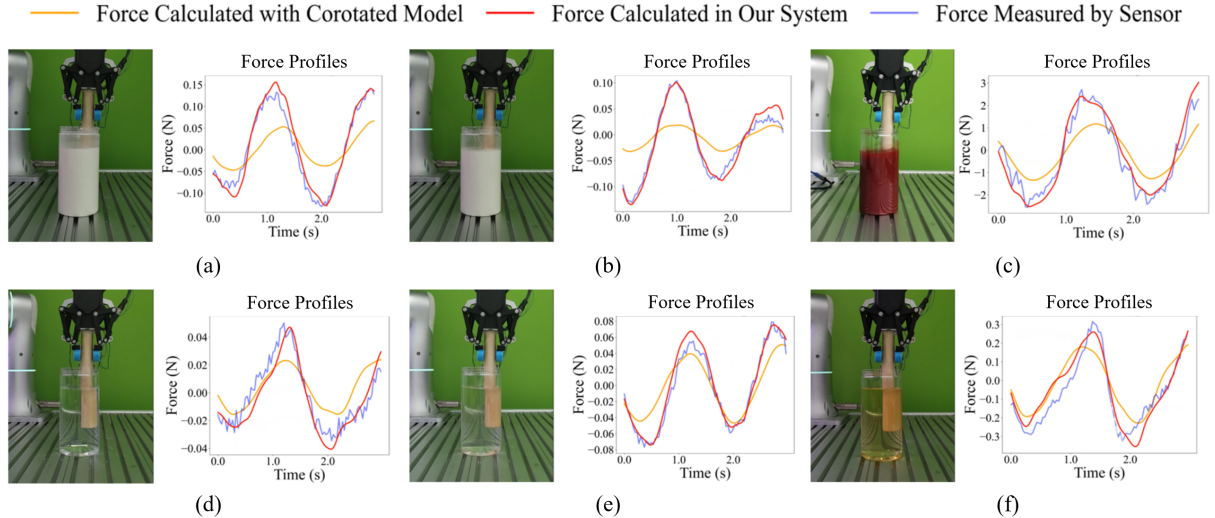 Force Calculated with Corotated Model Force Calculated in Our System Force Measured by Sensor
Force Profiles
Force (N)
0.15
0.10
0.05
0.00
−0.05
−0.10
0.0 1.0 2.0
Time (s)
(a)
Force Profiles
Force (N)
0.10
0.05
0.00
−0.05
−0.10
0.0 1.0 2.0
Time (s)
(b)
Force Profiles
Force (N)
3
2
1
0
−1
−2
0.0 1.0 2.0
Time (s)
(c)
Force Profiles
Force (N)
0.04
0.02
0.00
−0.02
−0.04
0.0 1.0 2.0
Time (s)
(d)
Force Profiles
Force (N)
0.08
0.06
0.04
0.02
0.00
−0.02
−0.04
−0.06
−0.08
0.0 1.0 2.0
Time (s)
(e)
Force Profiles
Force (N)
0.3
0.2
0.1
0.0
−0.1
−0.2
−0.3
0.0 1.0 2.0
Time (s)
(f)